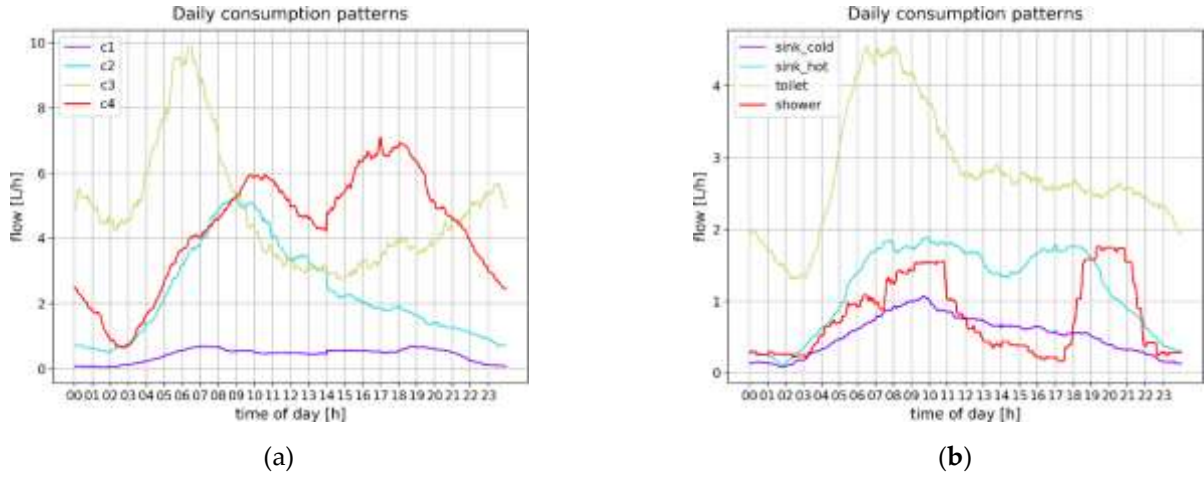 Daily consumption patterns
10
8
6
4
2
0
flow [L/h]
c1
c2
c3
c4
00 01 02 03 04 05 06 07 08 09 10 11 12 13 14 15 16 17 18 19 20 21 22 23
time of day [h]
(a)
Daily consumption patterns
4
3
2
1
0
flow [L/h]
sink_cold
sink_hot
toilet
shower
00 01 02 03 04 05 06 07 08 09 10 11 12 13 14 15 16 17 18 19 20 21 22 23
time of day [h]
(b)